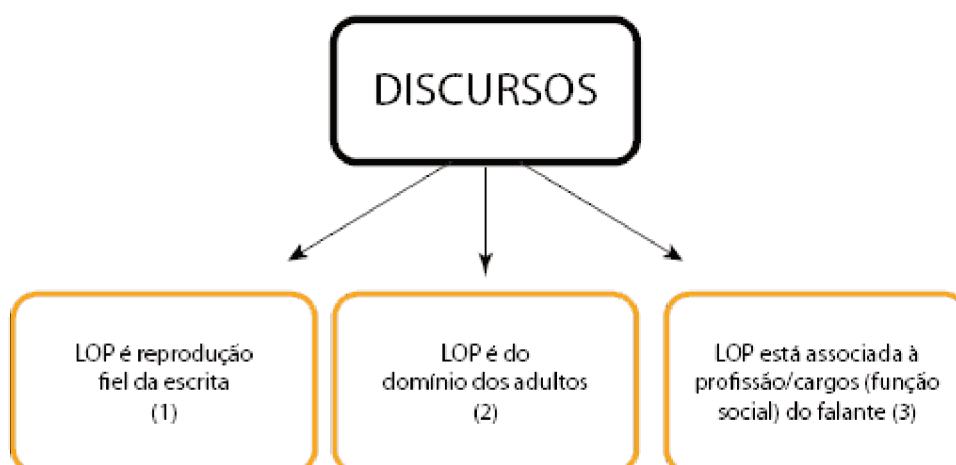 DISCURSOS
LOP é reprodução
fiel da escrita
(1)
LOP é do
domínio dos adultos
(2)
LOP está associada à
profissão/cargos (função
social) do falante (3)